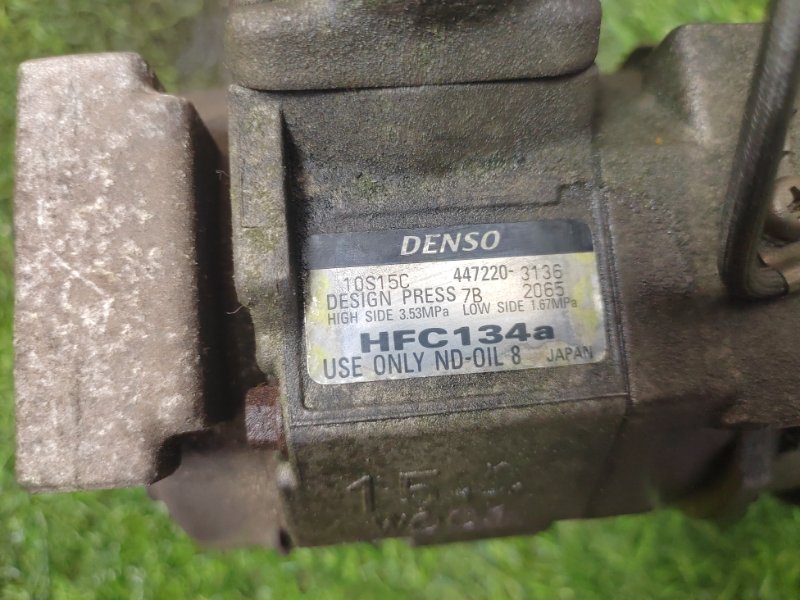 DENSO
10S15C 447220-3136
DESIGN PRESS 7B 2065
HIGH SIDE 3.53MPa LOW SIDE 1.67MPa
HFC134a
USE ONLY ND-OIL 8 JAPAN